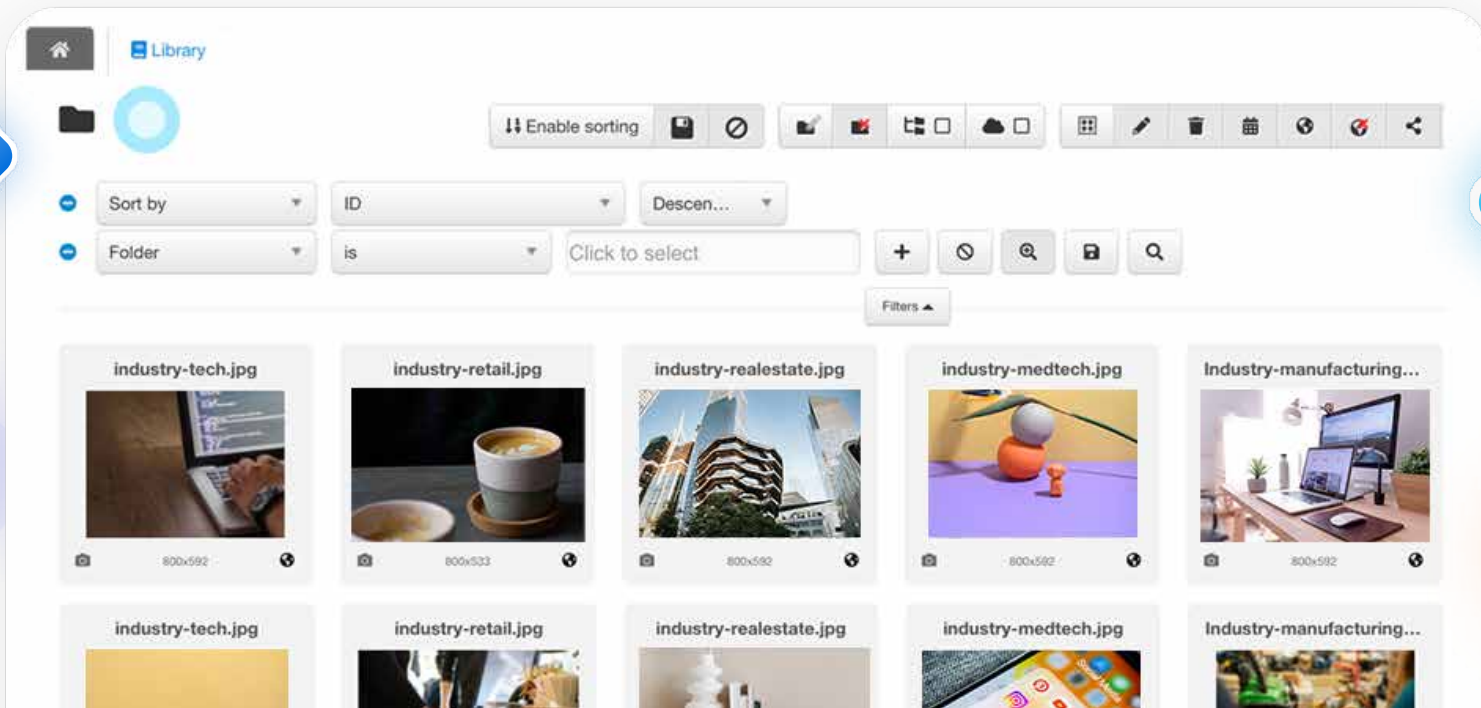 Library
Enable sorting
Sort by ID Descen...
Folder is Click to select
Filters
industry-tech.jpg industry-retail.jpg industry-realestate.jpg industry-medtech.jpg Industry-manufacturing...
800x592 800x533 800x592 800x592 800x592
industry-tech.jpg industry-retail.jpg industry-realestate.jpg industry-medtech.jpg Industry-manufacturing...